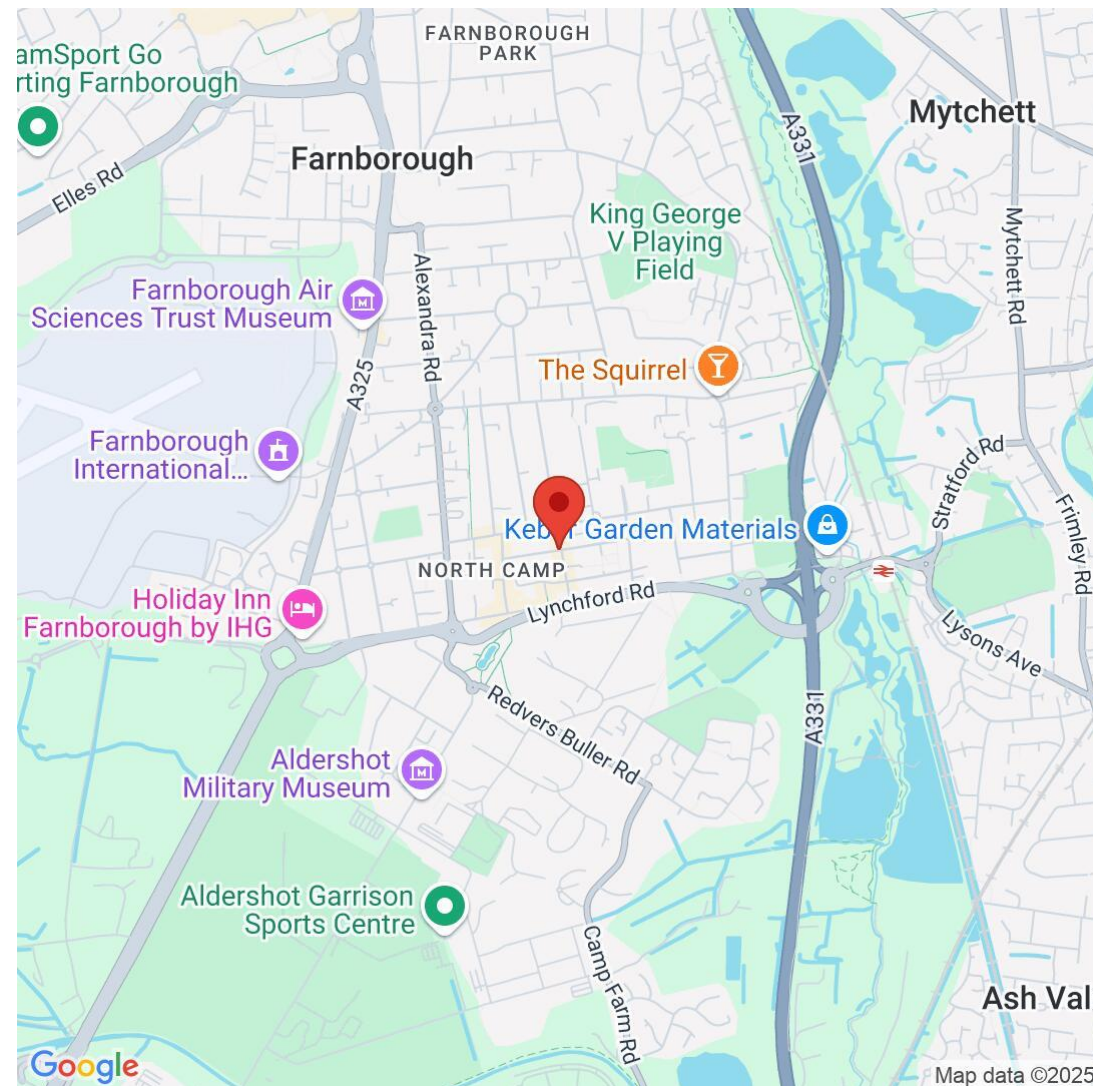 FARNBOROUGH
PARK
amSport Go
rting Farnborough
Mytchett
A331
Farnborough
Elles Rd
King George
V Playing
Field
Mytchett Rd
Alexandra Rd
Farnborough Air
Sciences Trust Museum
The Squirrel
A325
Farnborough
International...
Stratford Rd
Frimley Rd
Garden Materials
NORTH CAMP
Lynchford Rd
Holiday Inn
Farnborough by IHG
Lysons Ave
Redvers Buller Rd
A331
Aldershot
Military Museum
Aldershot Garrison
Sports Centre
Camp Farm Rd
Ash Val
Google
Map data ©2025